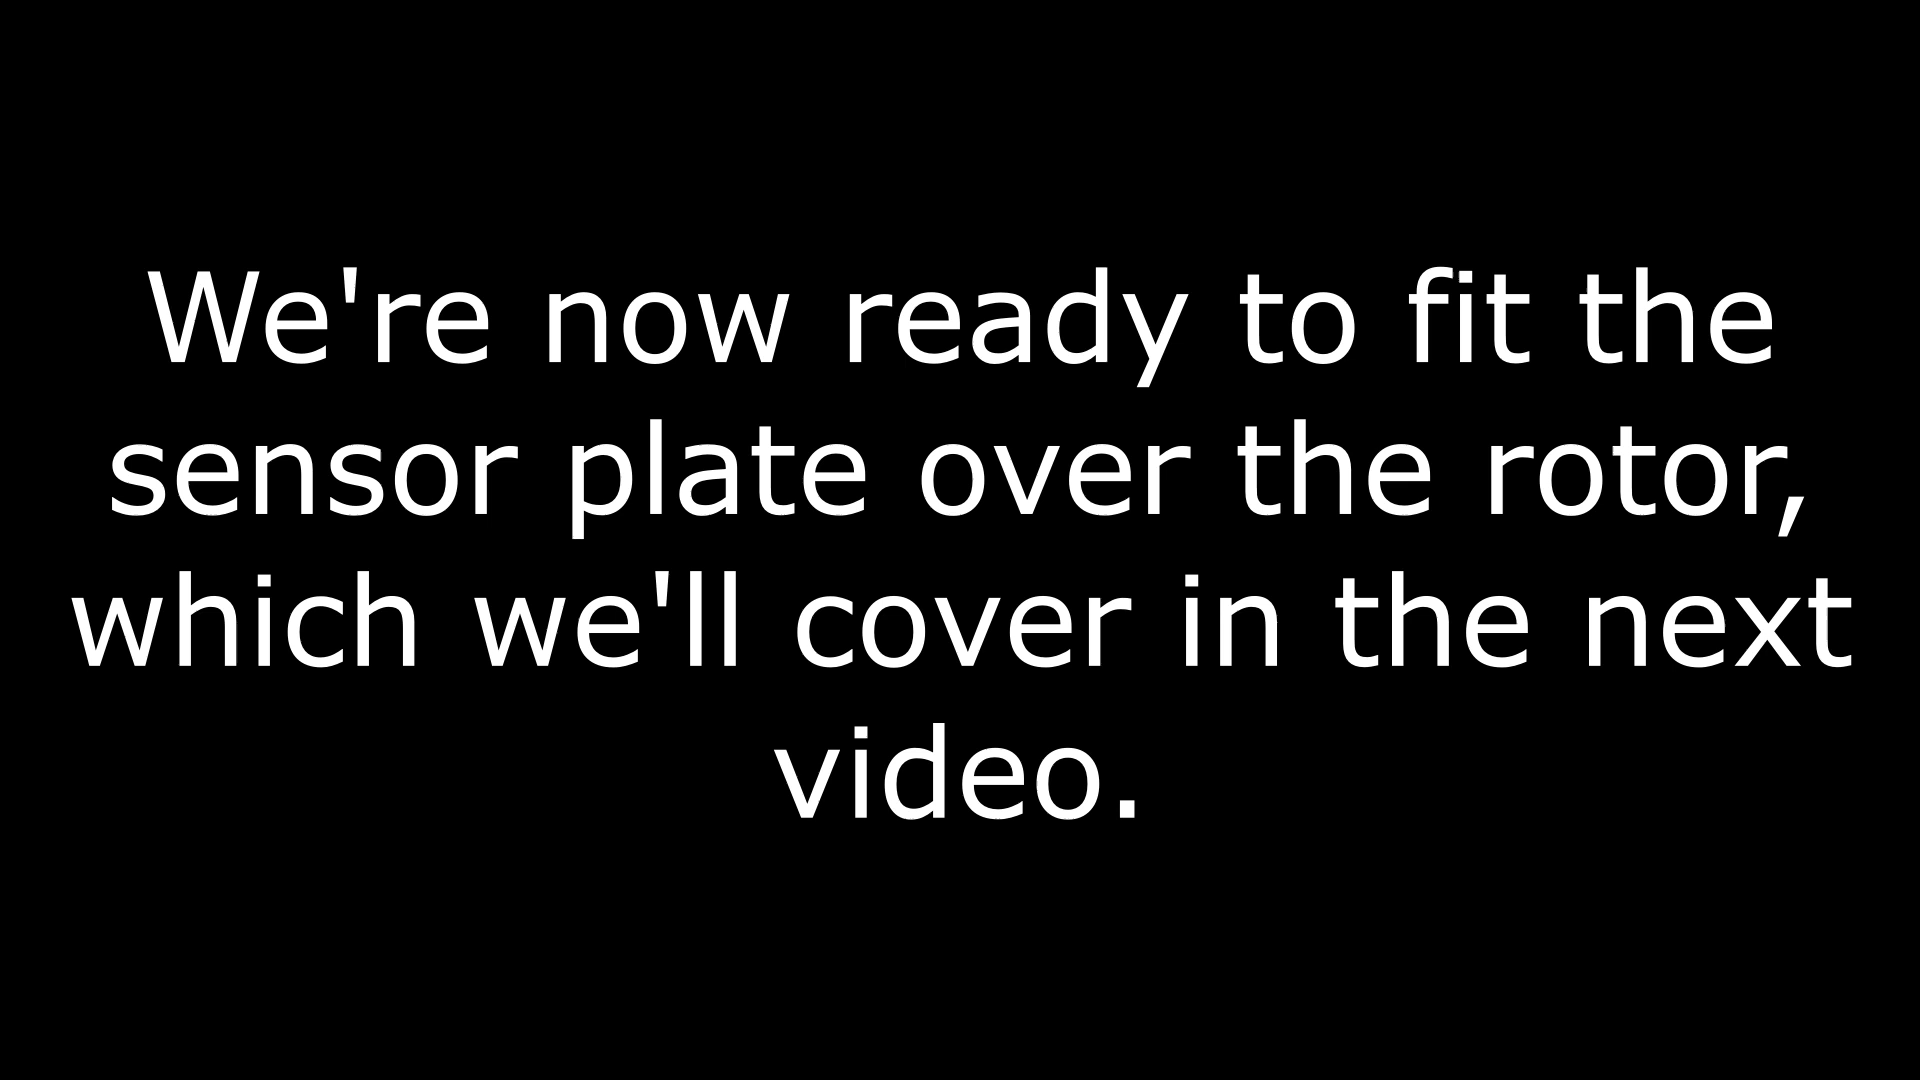 We're now ready to fit the
sensor plate over the rotor,
which we'll cover in the next
video.